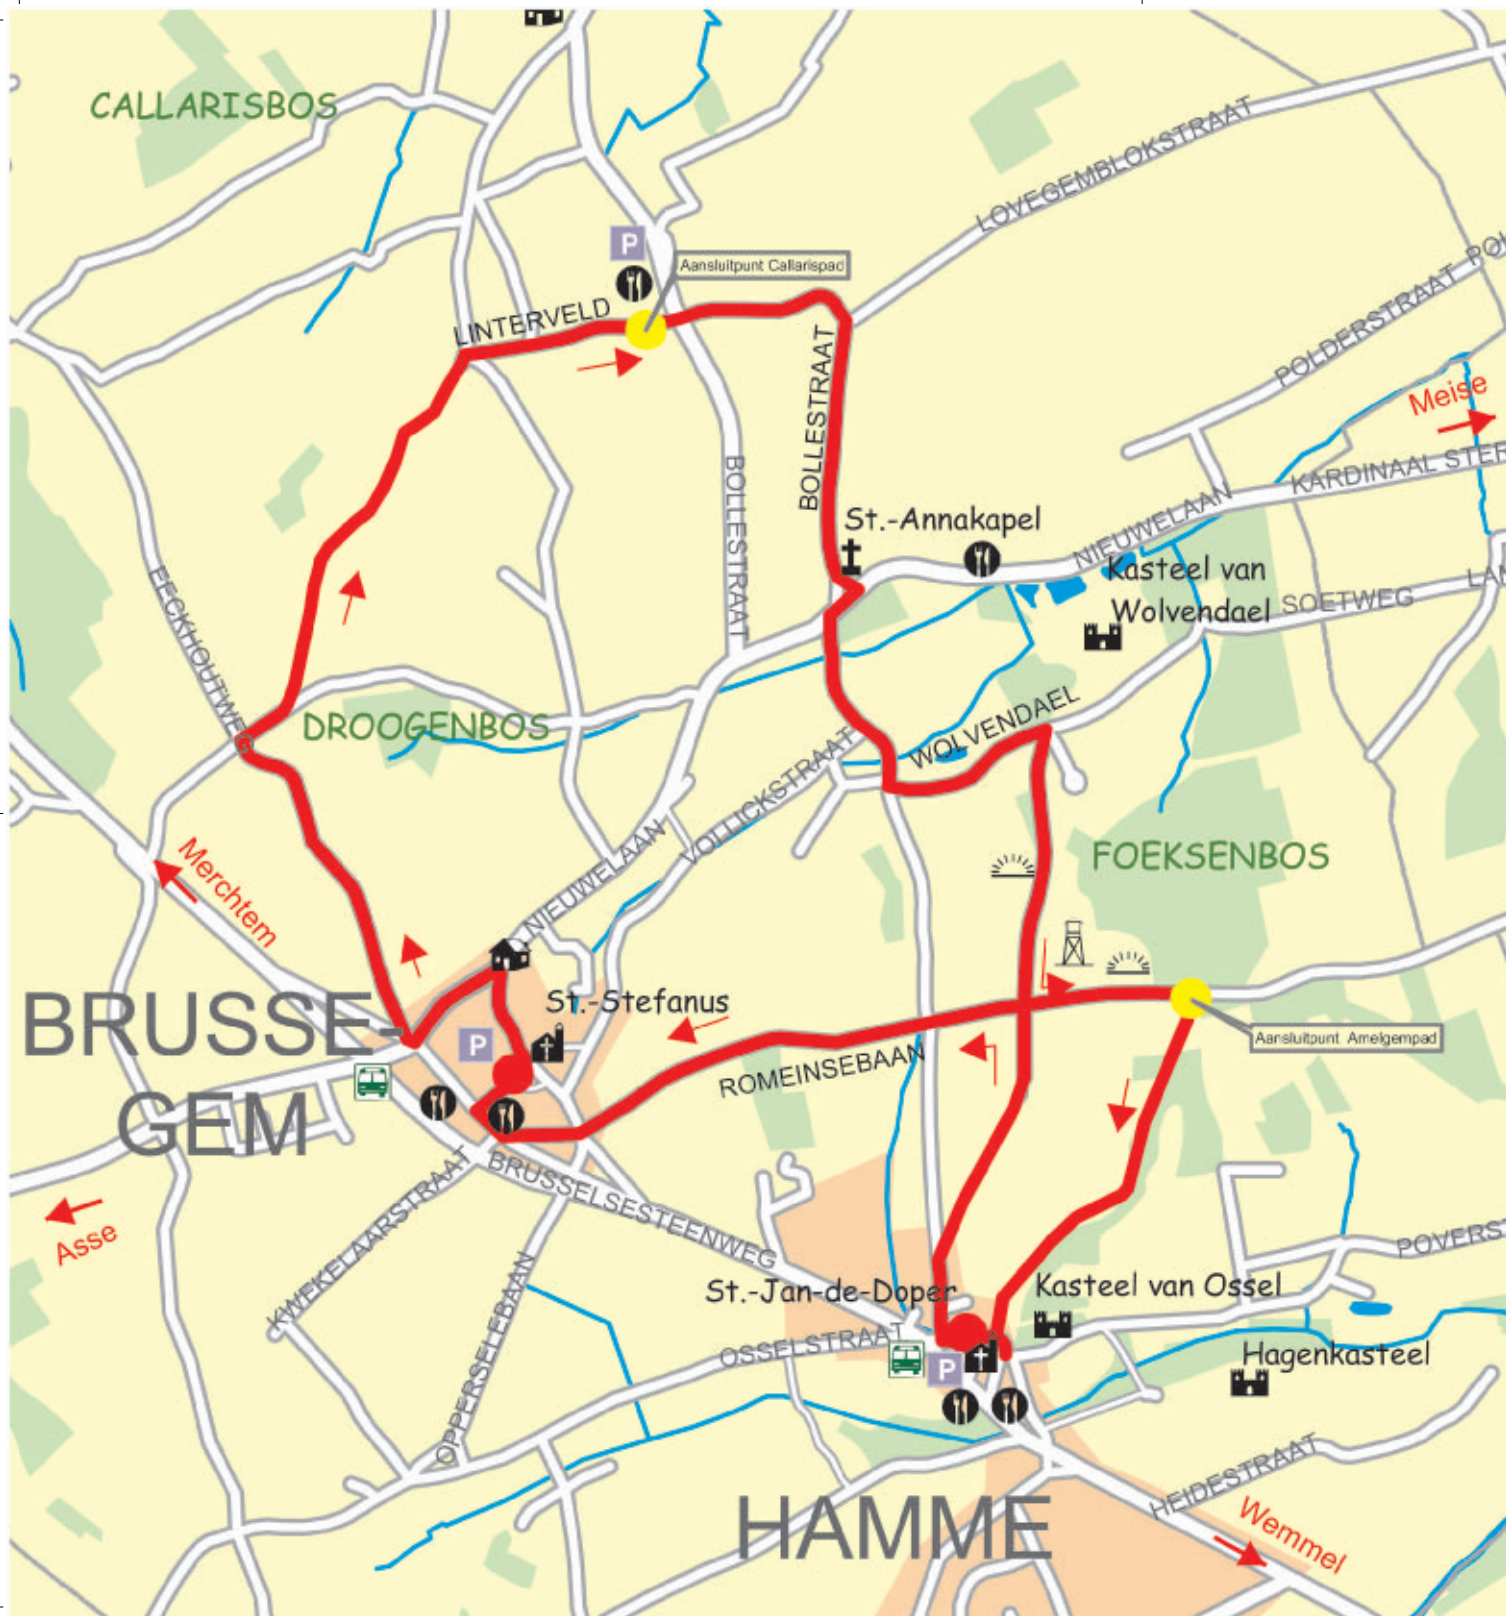 CALLARISBOS
LOVEGEMBLOKSTRAAT
P
Aansluitpunt Callarispad
LINTERVELD
POLDERSTRAAT
BOLLESTRAAT
Meise
BOLLESTRAAT
KARDINAAL STER
NIEUWELAAN
St.-Annakapel
Kasteel van
Wolvendael
SOETWEG
EECKHOUTWEG
DROOGENBOS
WOLVENDAEL
VOLLICKSTRAAT
NIEUWELAAN
FOEKSENBOS
Merchtem
BRUSSE-
GEM
St.-Stefanus
P
Aansluitpunt Amelgempad
ROMEINSEBAAN
BRUSSELSESTEENWEG
KWEKELAARSTRAAT
Asse
OPPERSELEBAAN
POVERS
St.-Jan-de-Doper
Kasteel van Ossel
OSSELSTRAAT
P
Hagenkasteel
HEIDESTRAAT
HAMME
Wemmel